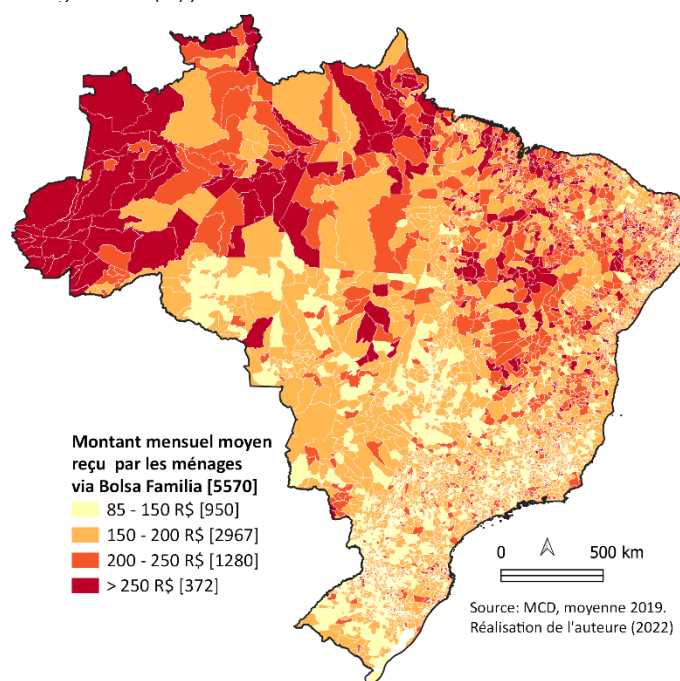 Montant mensuel moyen
reçu par les ménages
via Bolsa Familia [5570]
85 - 150 R$ [950]
150 - 200 R$ [2967]
200 - 250 R$ [1280]
> 250 R$ [372]
0 500 km
Source: MCD, moyenne 2019.
Réalisation de l'auteure (2022)